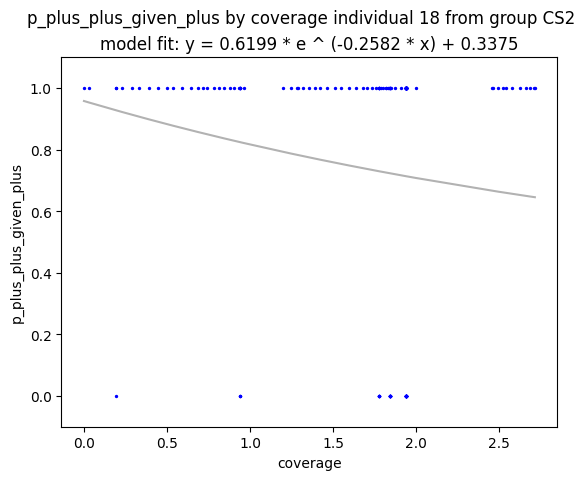 p_plus_plus_given_plus by coverage individual 18 from group CS2
model fit: y = 0.6199 * e ^ (-0.2582 * x) + 0.3375
1.0
0.8
0.6
0.4
0.2
0.0
p_plus_plus_given_plus
0.0 0.5 1.0 1.5 2.0 2.5
coverage